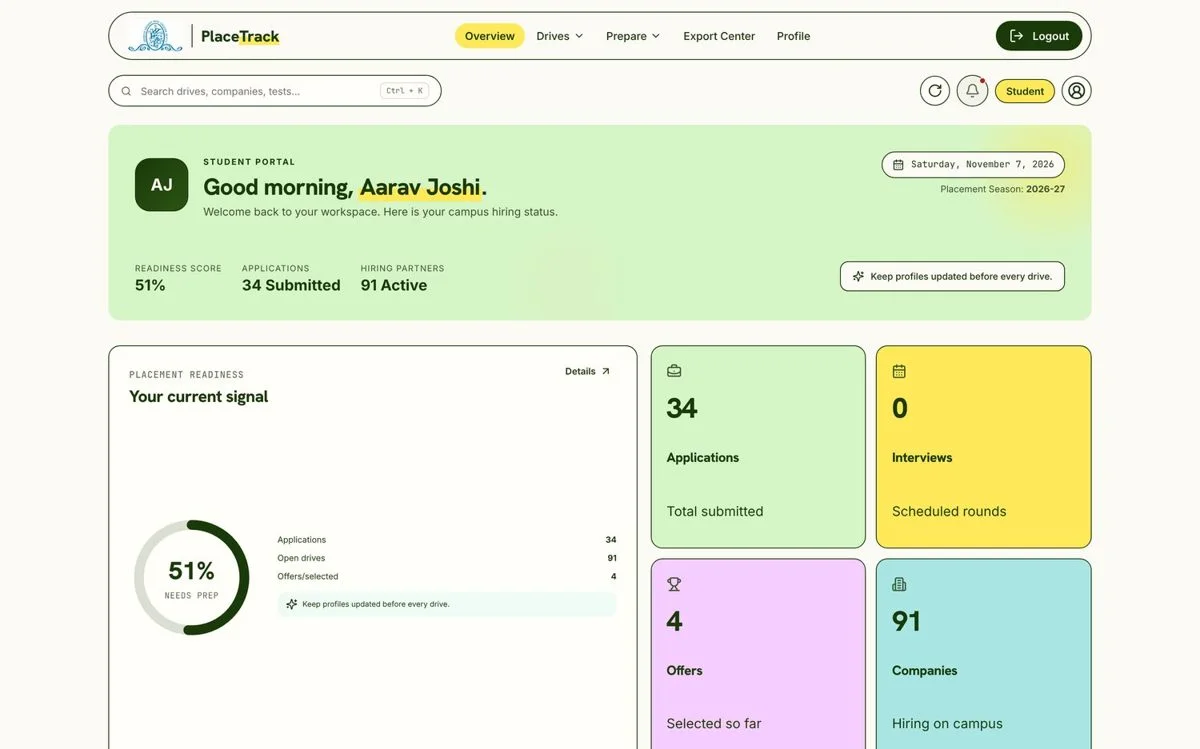 PlaceTrack
Overview
Drives
Prepare
Export Center
Profile
Logout
Search drives, companies, tests...
Ctrl + K
Student
AJ
STUDENT PORTAL
Good morning, Aarav Joshi.
Welcome back to your workspace. Here is your campus hiring status.
Saturday, November 7, 2026
Placement Season: 2026-27
READINESS SCORE
51%
APPLICATIONS
34 Submitted
HIRING PARTNERS
91 Active
Keep profiles updated before every drive.
PLACEMENT READINESS
Your current signal
Details
51%
NEEDS PREP
Applications 34
Open drives 91
Offers/selected 4
Keep profiles updated before every drive.
34
Applications
Total submitted
0
Interviews
Scheduled rounds
4
Offers
Selected so far
91
Companies
Hiring on campus